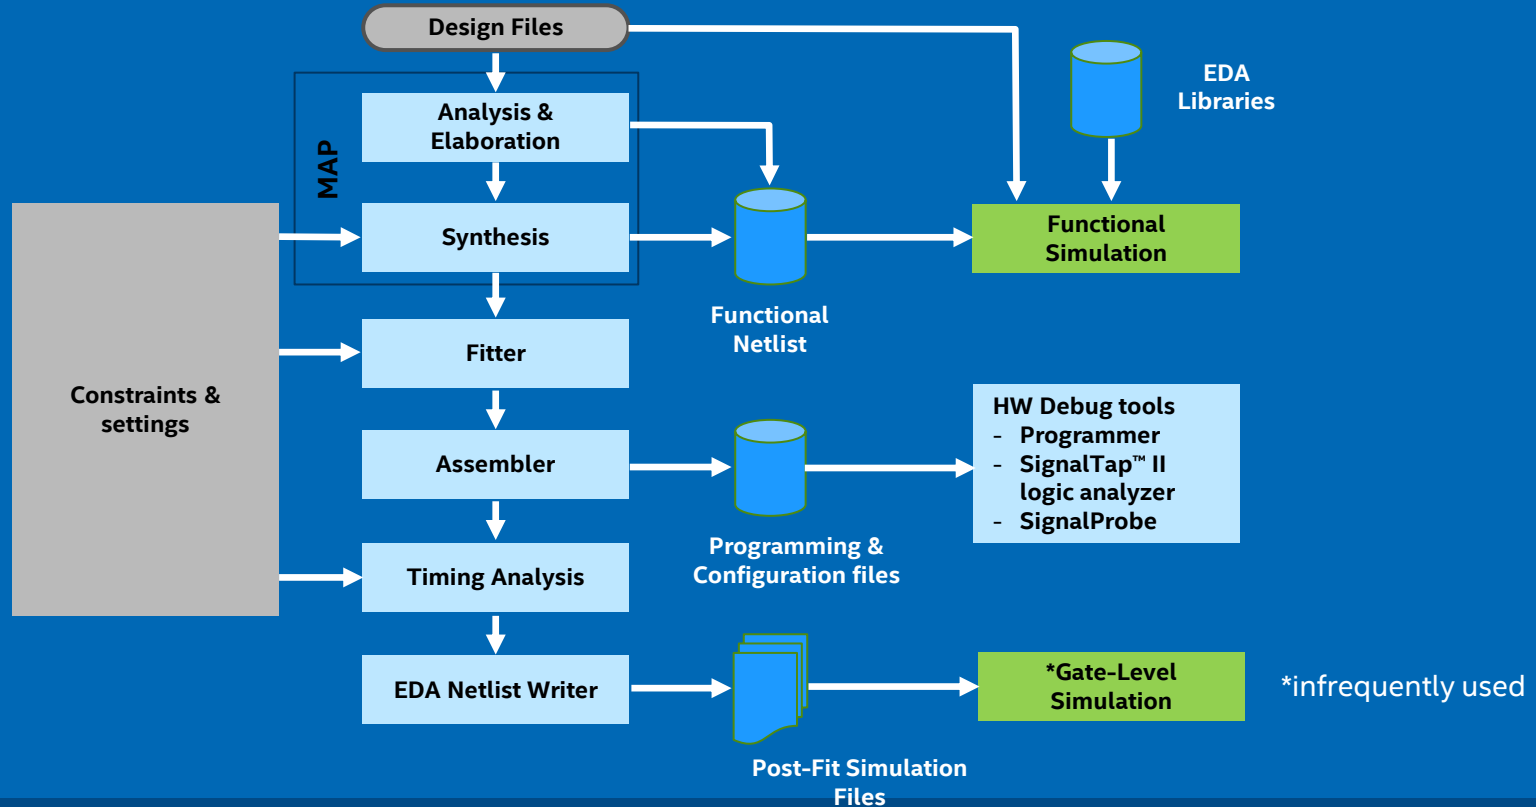 Design Files
EDA
Libraries
Analysis &
Elaboration
MAP
Synthesis
Functional
Simulation
Functional
Netlist
Fitter
Constraints &
settings
HW Debug tools
- Programmer
- SignalTap™ II
logic analyzer
- SignalProbe
Assembler
Programming &
Configuration files
Timing Analysis
EDA Netlist Writer
*Gate-Level
Simulation
*infrequently used
Post-Fit Simulation
Files